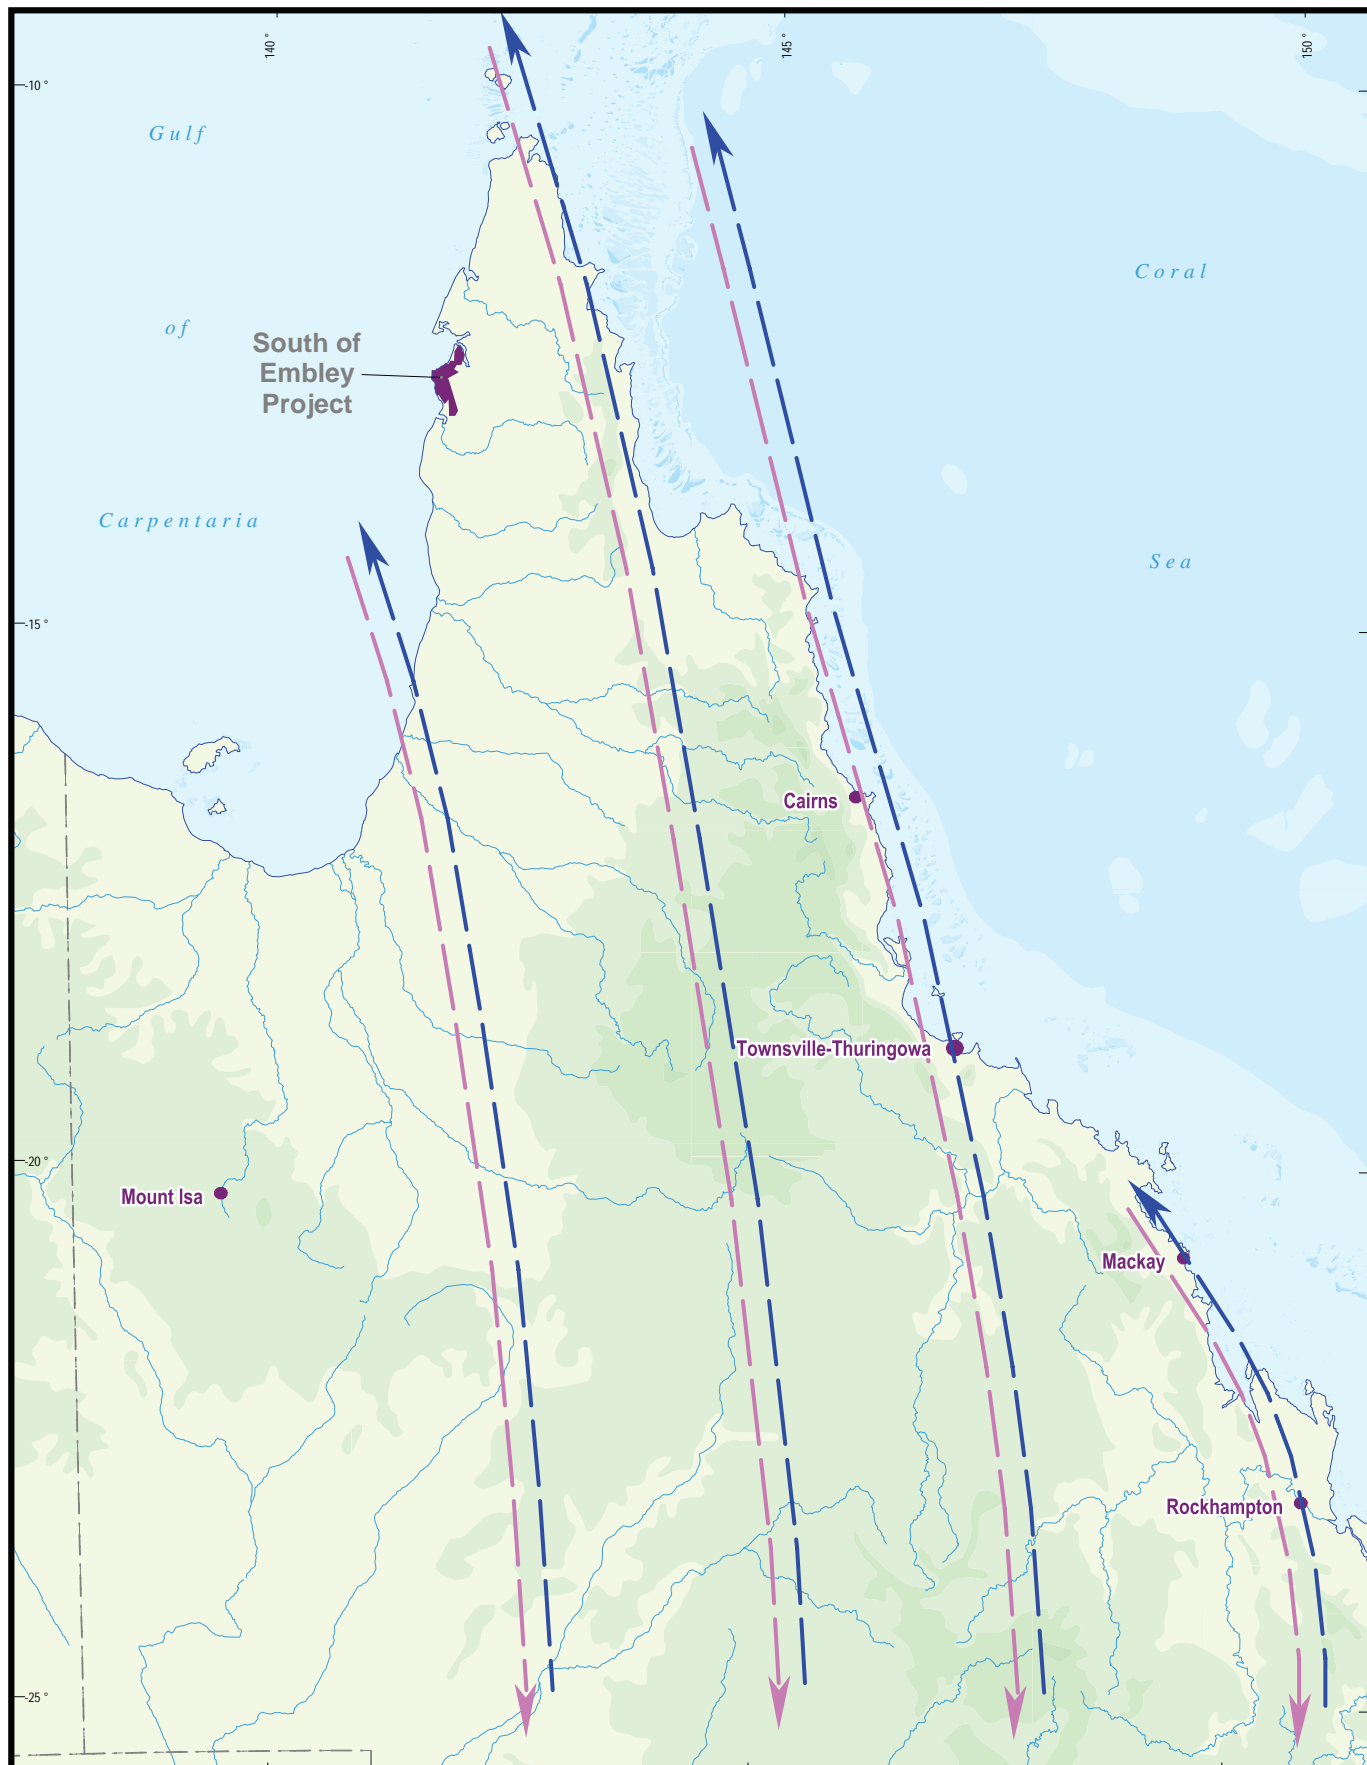 140 °
145 °
150 °
-10 °
Gulf
Coral
of
South of
Embley
Project
Carpentaria
Sea
-15 °
Cairns
Townsville-Thuringowa
-20 °
Mount Isa
Mackay
Rockhampton
-25 °